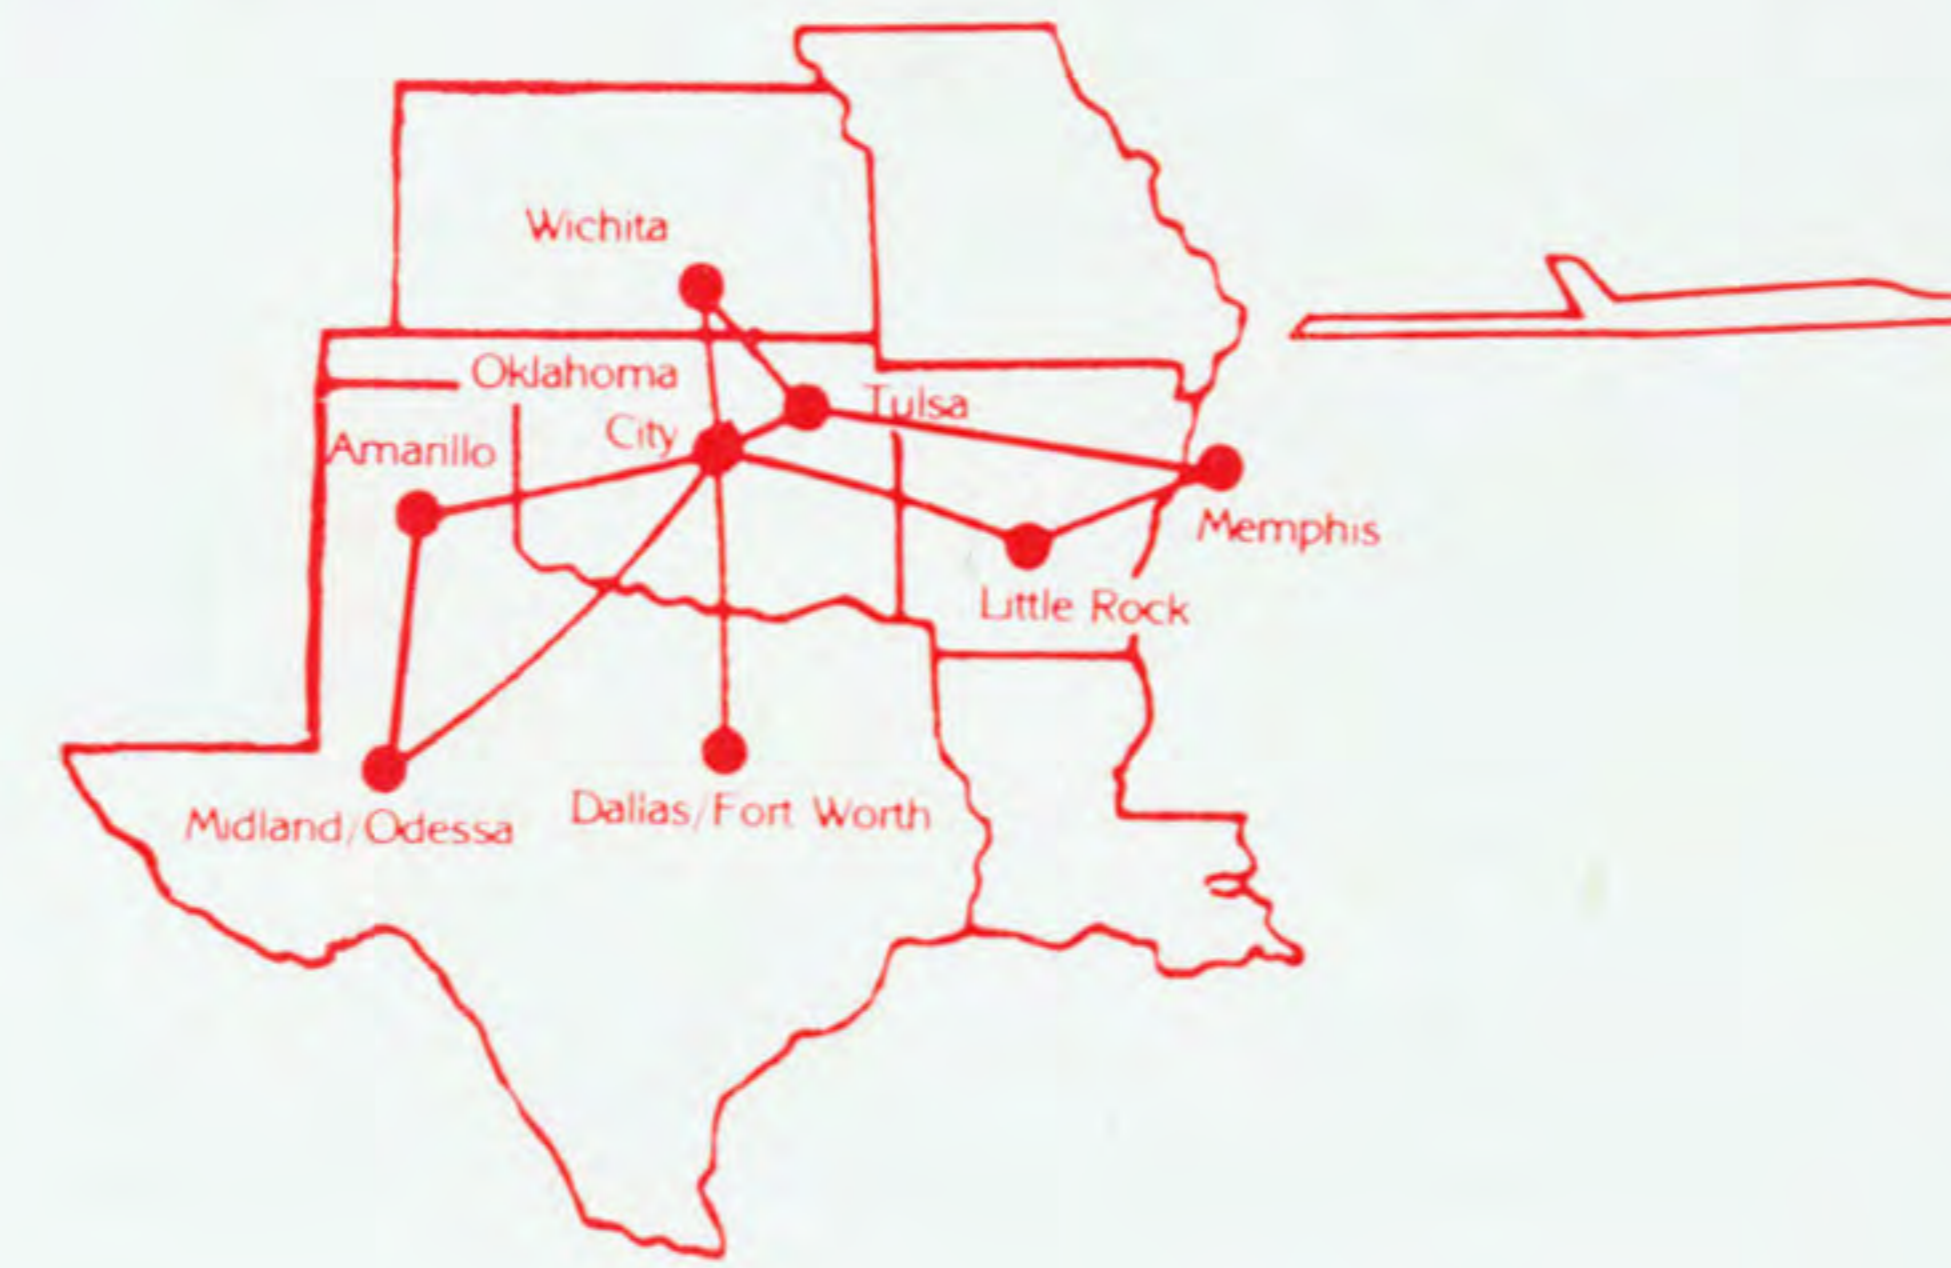 Wichita
Oklahoma
City
Tulsa
Amarillo
Memphis
Little Rock
Midland/Odessa
Dallas/Fort Worth